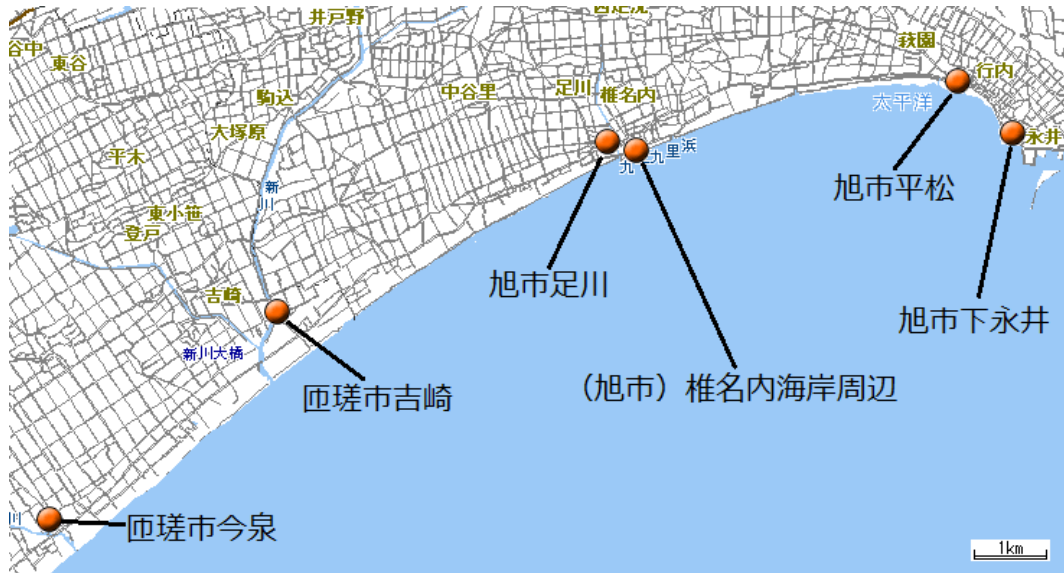 井戸野
谷中
東谷
萩園
行内
駒込
中谷里
足川
椎名内
太平洋
大塚原
永井
平木
九十九里浜
旭市平松
新川
東小笹
登戸
旭市足川
吉崎
旭市下永井
新川大橋
匝瑳市吉崎
（旭市）椎名内海岸周辺
川
匝瑳市今泉
1km